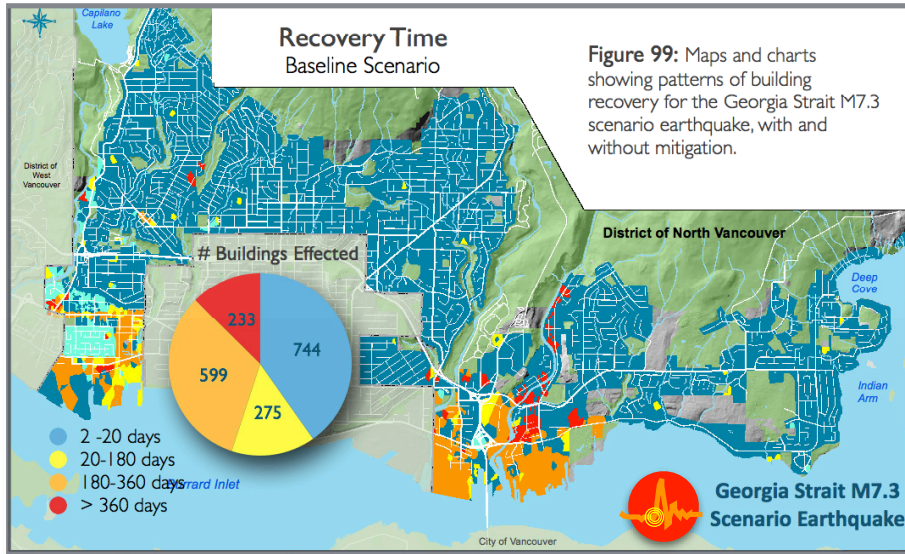 Capilano
Lake
Recovery Time
Baseline Scenario
Figure 99: Maps and charts
showing patterns of building
recovery for the Georgia Strait M7.3
scenario earthquake, with and
without mitigation.
District of
West
Vancouver
District of North Vancouver
# Buildings Effected
Deep
Cove
233
744
599
275
Indian
Arm
2 -20 days
20-180 days
180-360 days
> 360 days
Burrard Inlet
Georgia Strait M7.3
Scenario Earthquake
City of Vancouver